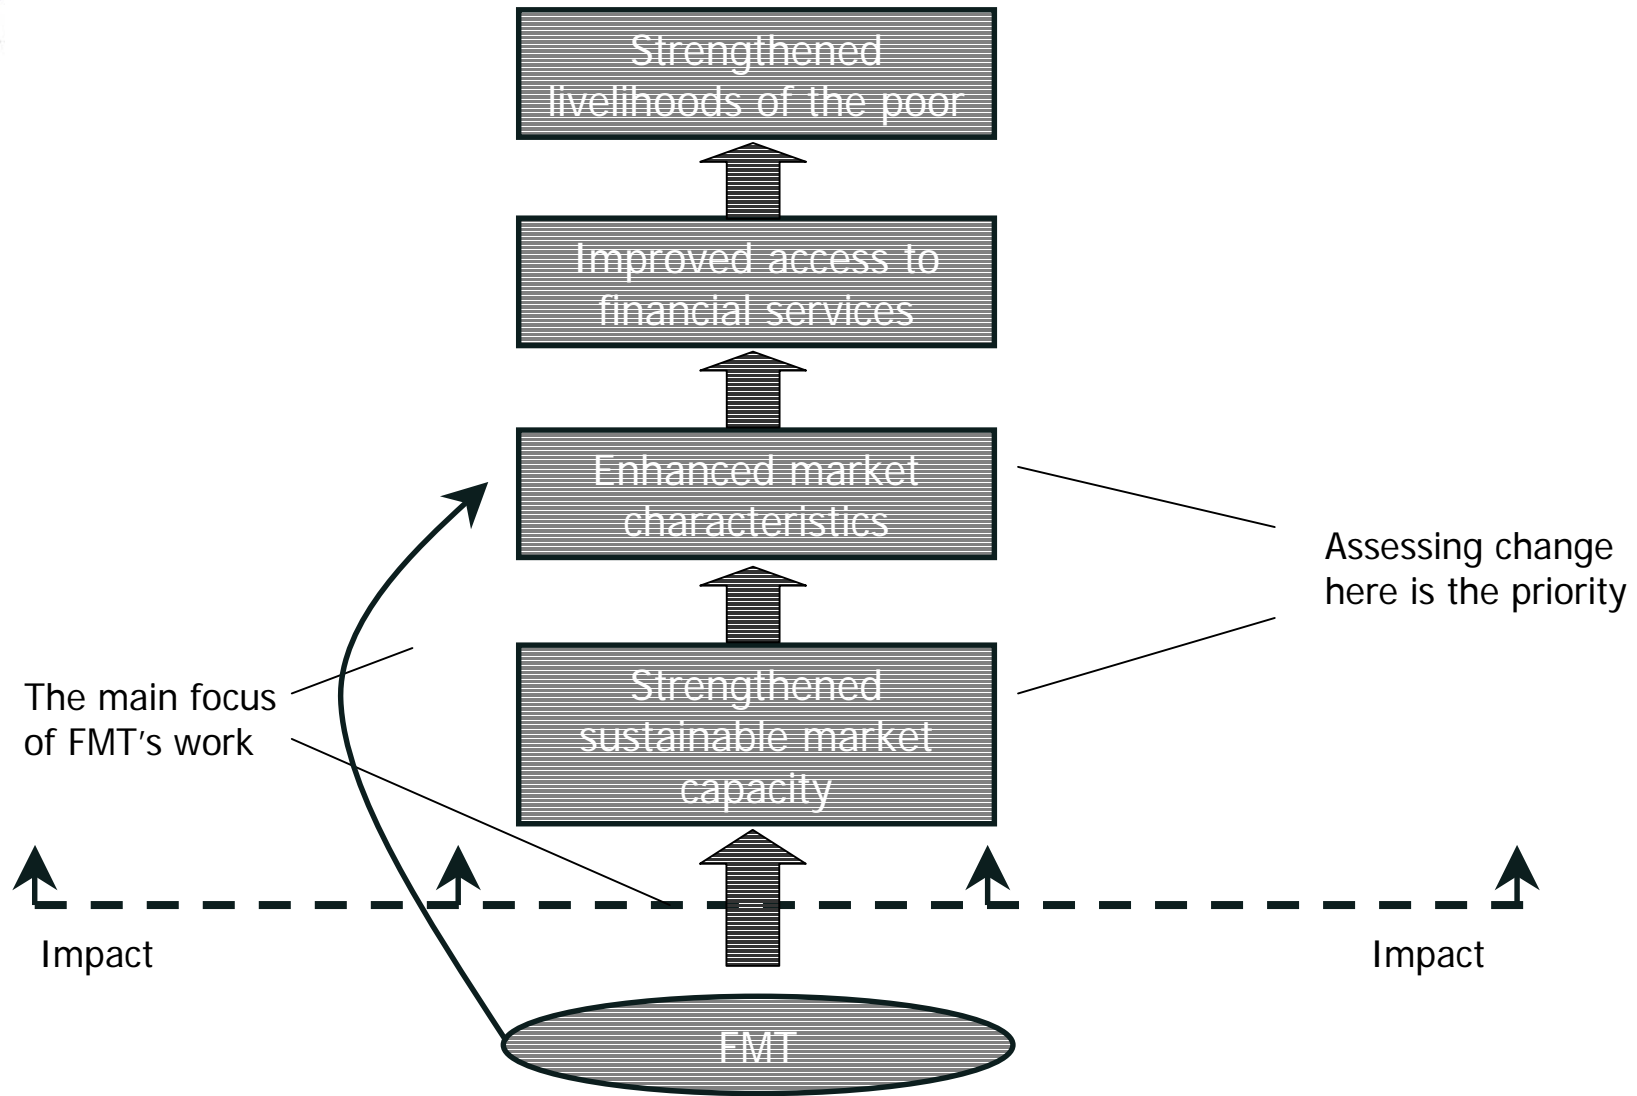 Strengthened
livelihoods of the poor
Improved access to
financial services
Enhanced market
characteristics
Assessing change
here is the priority
Strengthened
sustainable market
capacity
The main focus
of FMT's work
Impact
Impact
FMT